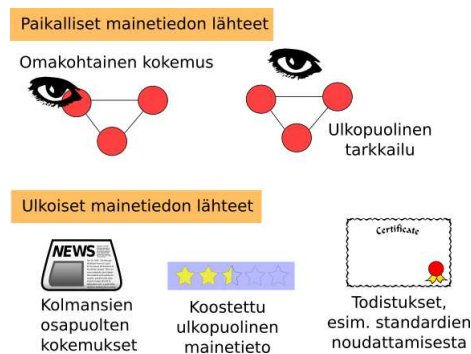 Paikalliset mainetiedon lähteet
Omakohtainen kokemus
Ulkopuolinen
tarkkailu
Ulkoiset mainetiedon lähteet
NEWS
Kolmansien
osapuolten
kokemukset
Koostettu
ulkopuolinen
mainetieto
Certificate
Todistukset,
esim. standardien
noudattamisesta